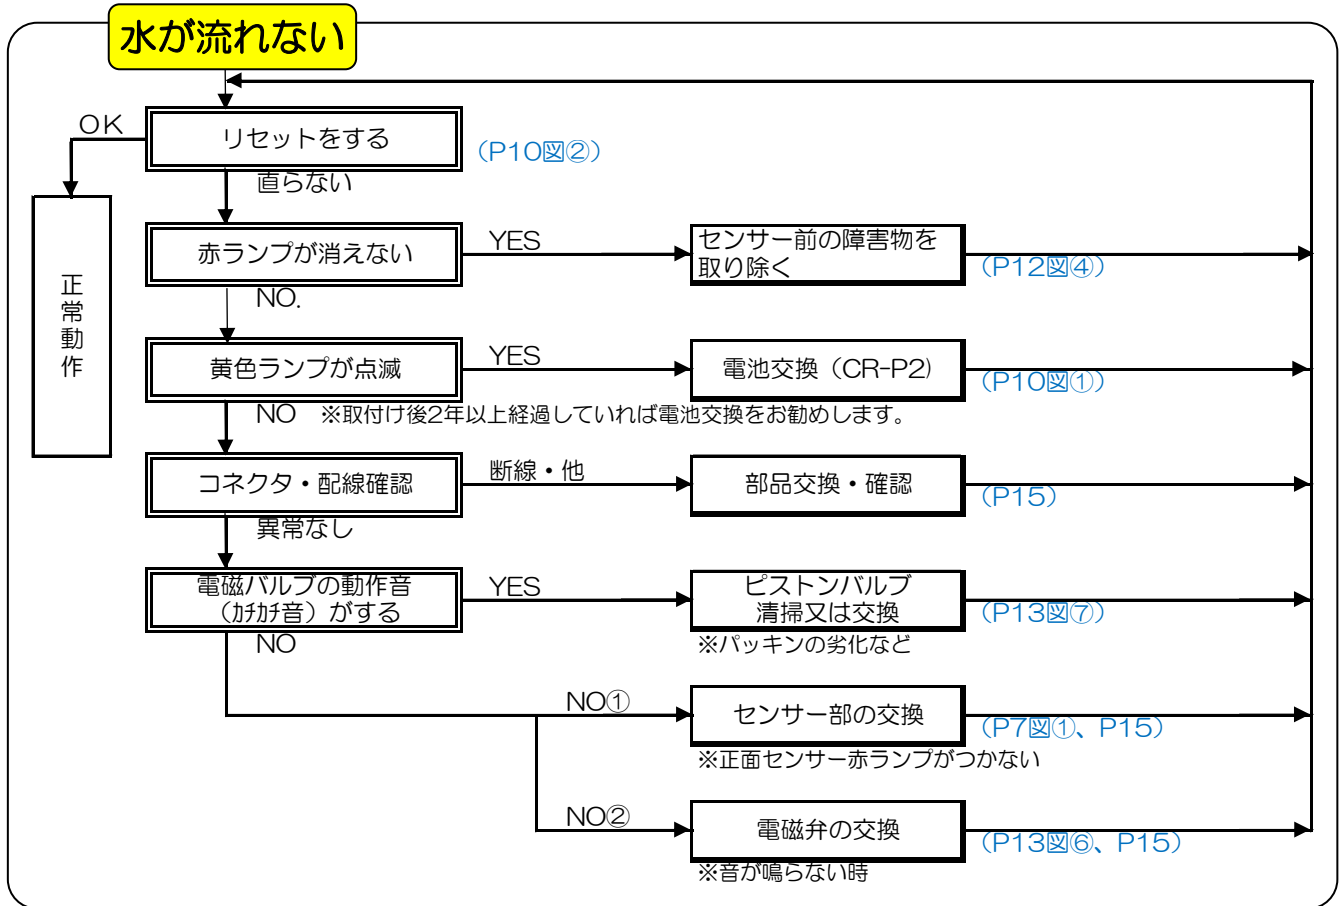 水が流れない
OK
リセットをする
(P10図②)
直らない
正常動作
赤ランプが消えない
YES
センサー前の障害物を
取り除く
(P12図④)
NO.
黄色ランプが点滅
YES
電池交換（CR-P2)
(P10図①)
NO ※取付け後2年以上経過していれば電池交換をお勧めします。
コネクタ・配線確認
断線・他
部品交換・確認
(P15)
異常なし
電磁バルブの動作音
（ｶﾁｶﾁ音）がする
YES
ピストンバルブ
清掃又は交換
(P13図⑦)
NO
※パッキンの劣化など
NO①
センサー部の交換
(P7図①、P15)
※正面センサー赤ランプがつかない
NO②
電磁弁の交換
(P13図⑥、P15)
※音が鳴らない時